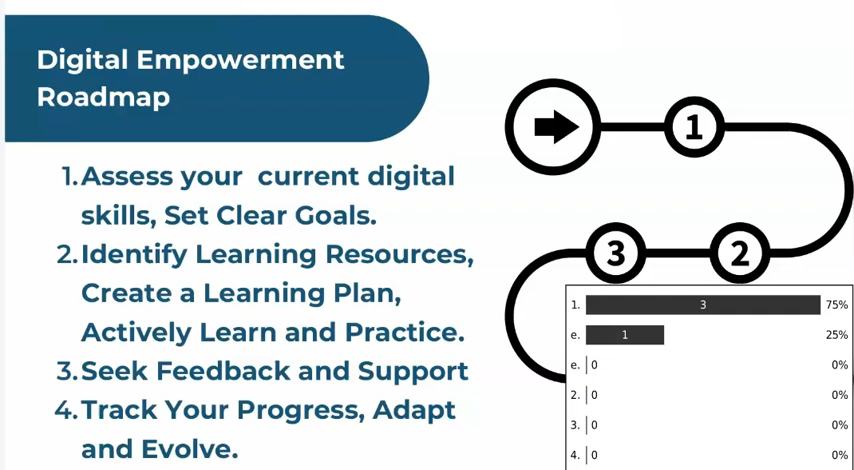 Digital Empowerment
Roadmap
1. Assess your current digital
skills, Set Clear Goals.
2. Identify Learning Resources,
Create a Learning Plan,
Actively Learn and Practice.
3. Seek Feedback and Support
4. Track Your Progress, Adapt
and Evolve.
1
3
2
1. 3 75%
e. 1 25%
e. 0 0%
2. 0 0%
3. 0 0%
4. 0 0%